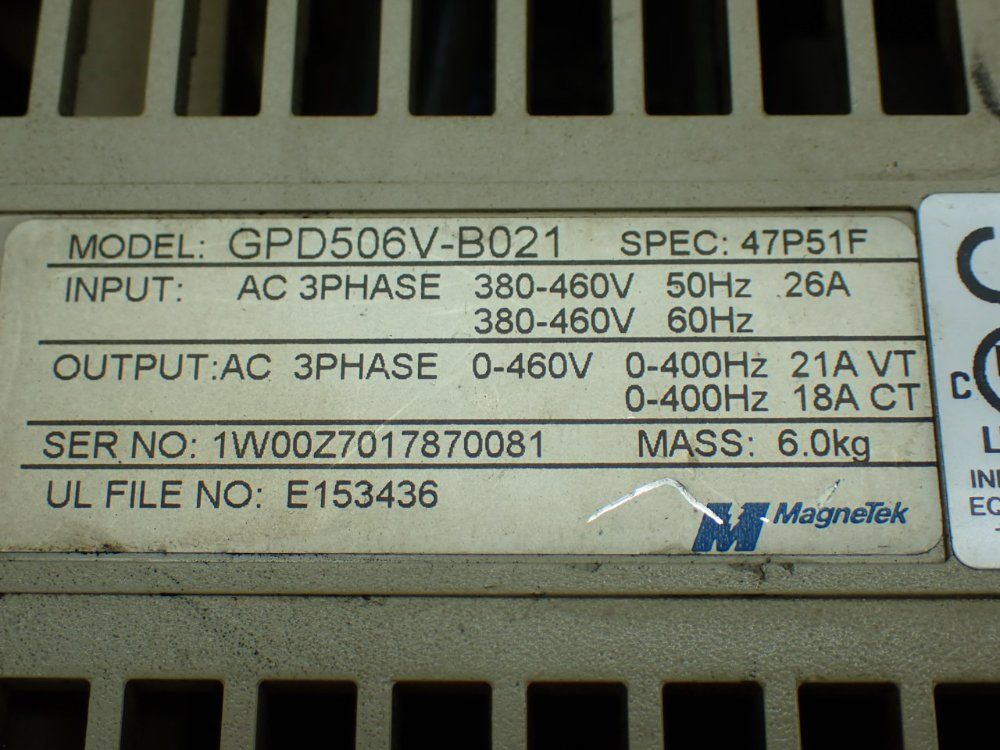 MODEL: GPD506V-B021 SPEC: 47P51F
INPUT: AC 3PHASE 380-460V 50Hz 26A
380-460V 60Hz
OUTPUT:AC 3PHASE 0-460V 0-400Hz 21A VT
0-400Hz 18A CT
SER NO: 1W00Z7017870081 MASS: 6.0kg
UL FILE NO: E153436
MagneTek
C